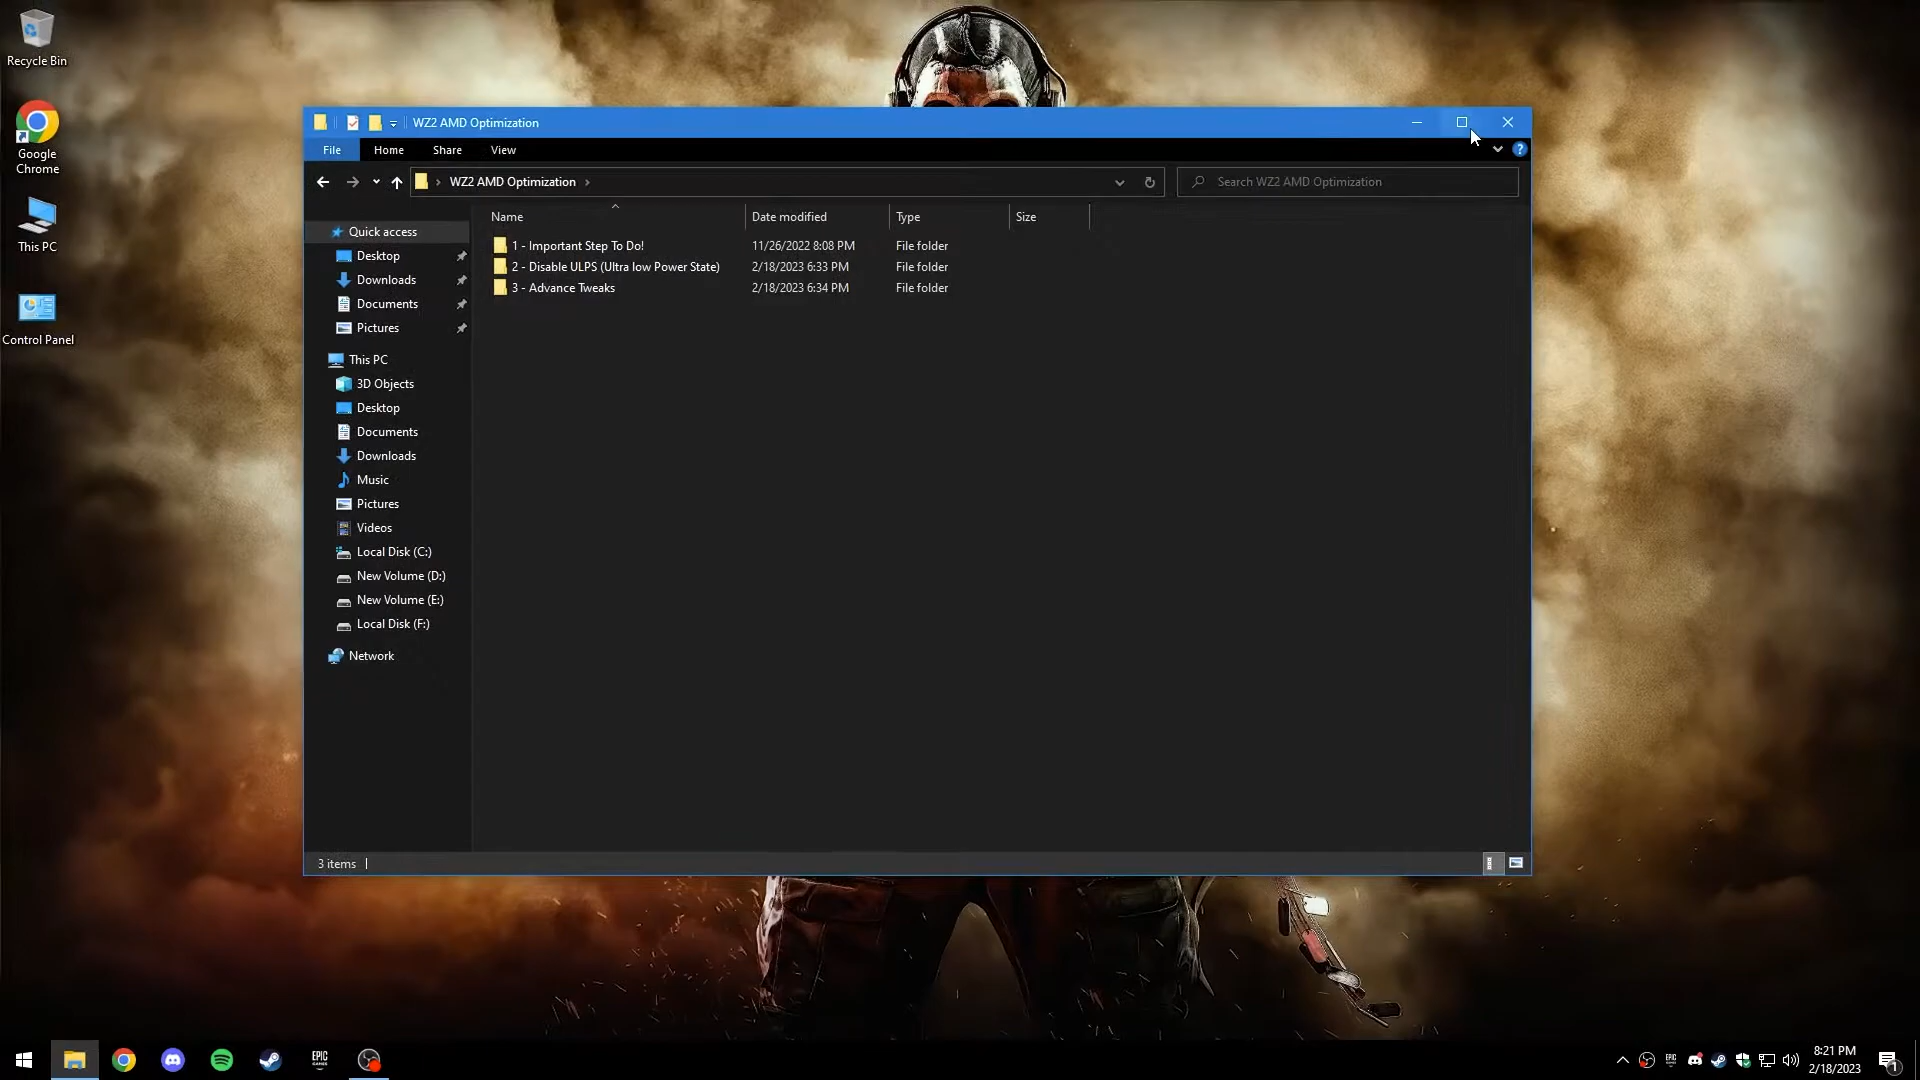 Recycle Bin
Google
Chrome
This PC
Control Panel
WZ2 AMD Optimization
File Home Share View
WZ2 AMD Optimization
Search WZ2 AMD Optimization
Name Date modified Type Size
1 - Important Step To Do! 11/26/2022 8:08 PM File folder
2 - Disable ULPS (Ultra low Power State) 2/18/2023 6:33 PM File folder
3 - Advance Tweaks 2/18/2023 6:34 PM File folder
Quick access
Desktop
Downloads
Documents
Pictures
This PC
3D Objects
Desktop
Documents
Downloads
Music
Pictures
Videos
Local Disk (C:)
New Volume (D:)
New Volume (E:)
Local Disk (F:)
Network
3 items
EPIC
GAMES
EPIC
8:21 PM
2/18/2023
1